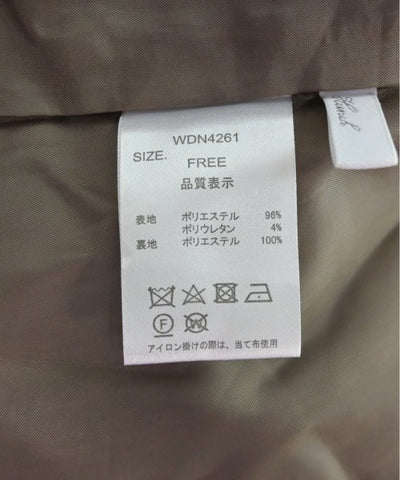 WDN4261
SIZE. FREE
品質表示
表地 ポリエステル 96%
ポリウレタン 4%
裏地 ポリエステル 100%
F W
アイロン掛けの際は、当て布使用